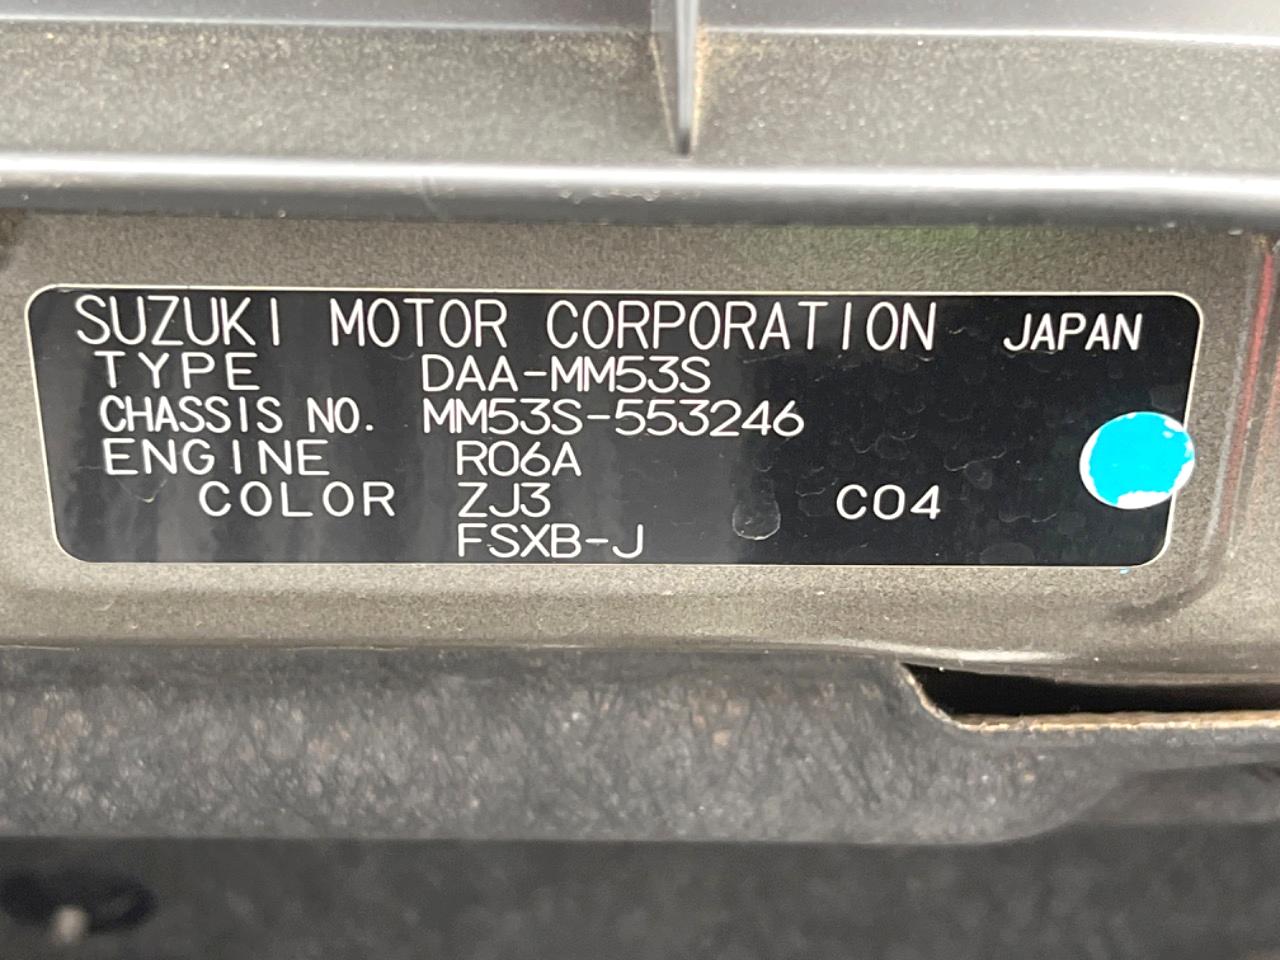 SUZUKI MOTOR CORPORATION JAPAN
TYPE DAA-MM53S
CHASSIS NO. MM53S-553246
ENGINE R06A
COLOR ZJ3 C04
FSXB-J